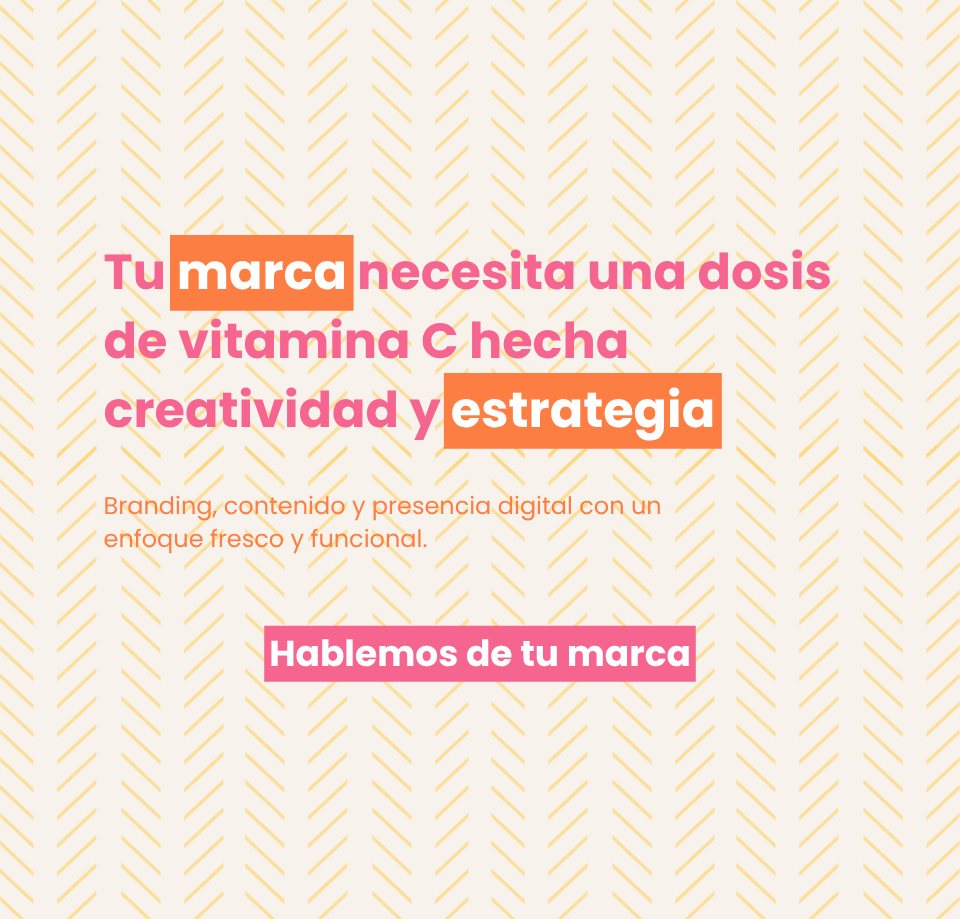 Tu marca necesita una dosis
de vitamina C hecha
creatividad y estrategia
Branding, contenido y presencia digital con un
enfoque fresco y funcional.
Hablemos de tu marca